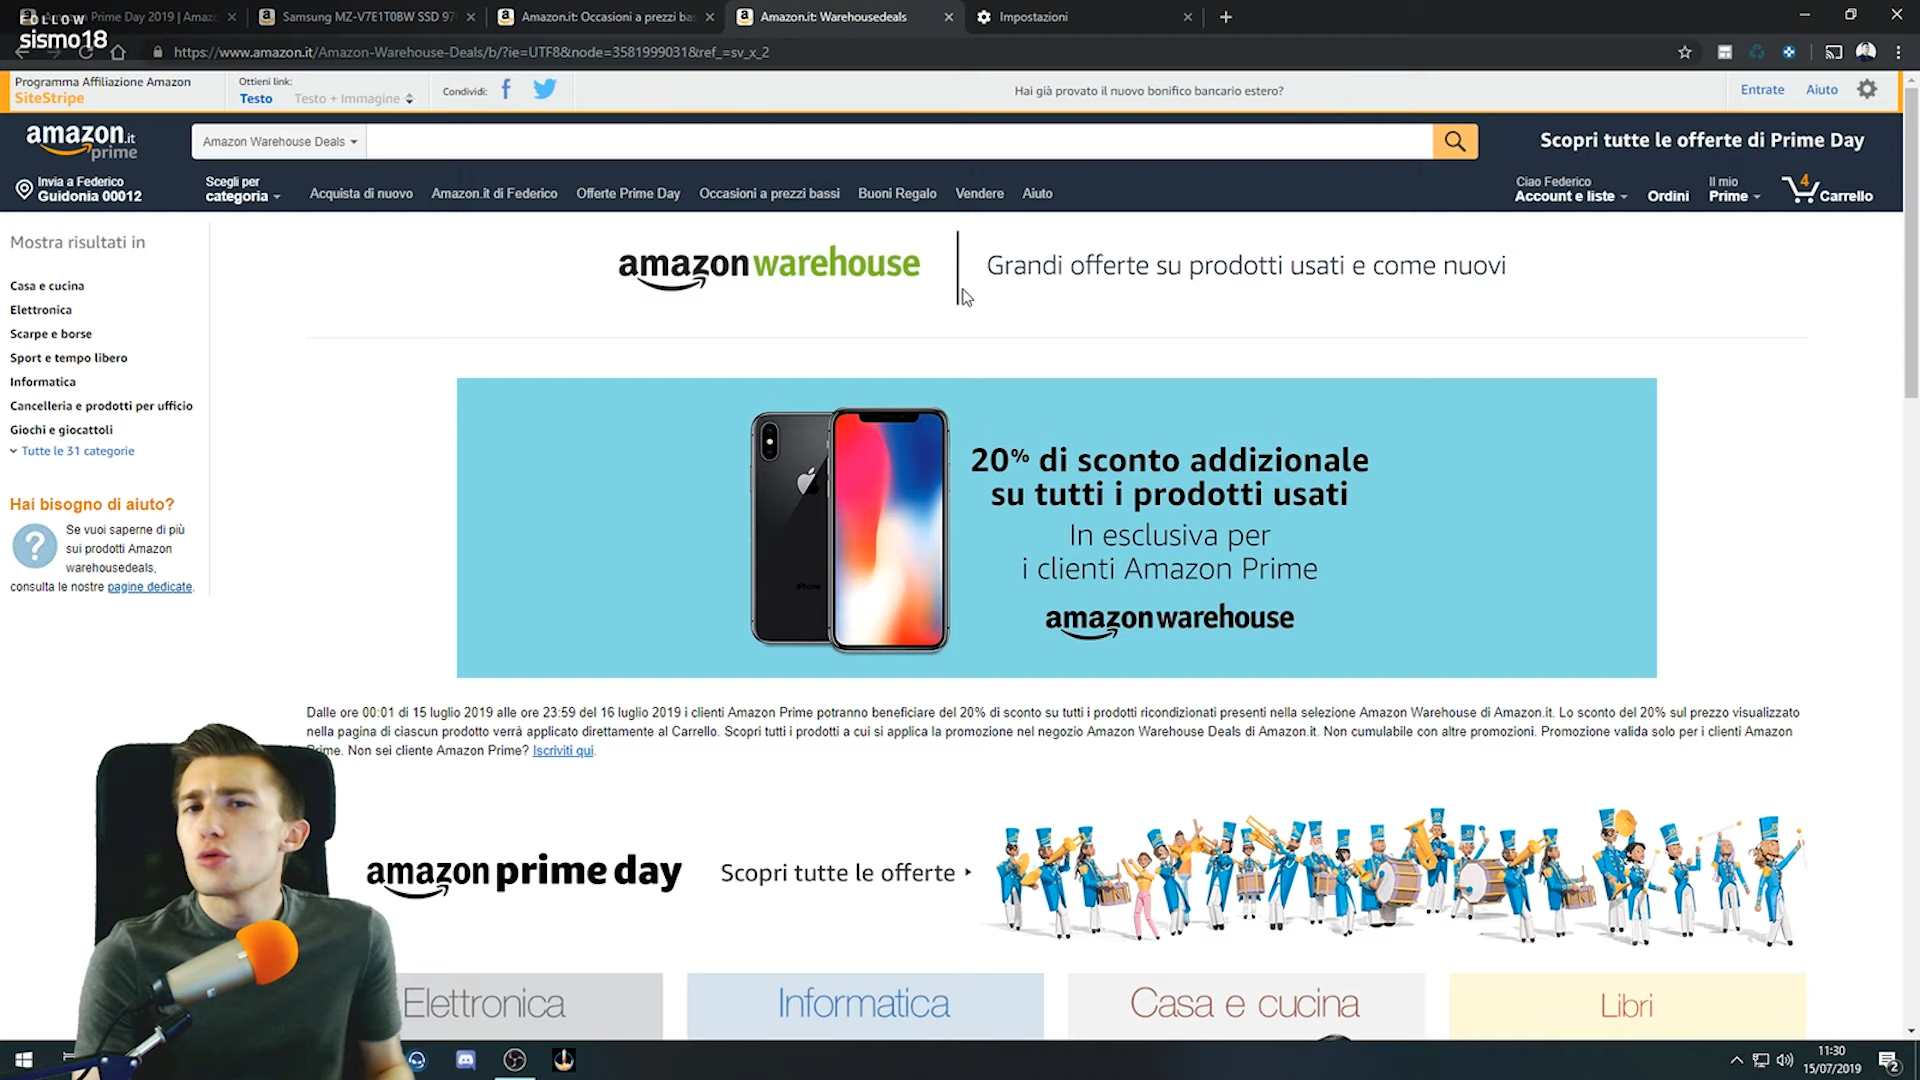 FOLLOW
sismo18
Prime Day 2019 | Amaz
Samsung MZ-V7E1T0BW SSD 97
Amazon.it: Occasioni a prezzi ba
Amazon.it: Warehousedeals
Impostazioni
https://www.amazon.it/Amazon-Warehouse-Deals/b/?ie=UTF8&node=3581999031&ref_=sv_x_2
Programma Affiliazione Amazon
SiteStripe
Ottieni link:
Testo
Testo + Immagine
Condividi:
Hai già provato il nuovo bonifico bancario estero?
Entrate
Aiuto
amazon.it
prime
Amazon Warehouse Deals
Scopri tutte le offerte di Prime Day
Invia a Federico
Guidonia 00012
Scegli per
categoria
Acquista di nuovo
Amazon.it di Federico
Offerte Prime Day
Occasioni a prezzi bassi
Buoni Regalo
Vendere
Aiuto
Ciao Federico
Account e liste
Ordini
Il mio
Prime
4
Carrello
Mostra risultati in
Casa e cucina
Elettronica
Scarpe e borse
Sport e tempo libero
Informatica
Cancelleria e prodotti per ufficio
Giochi e giocattoli
Tutte le 31 categorie
Hai bisogno di aiuto?
?
Se vuoi saperne di più
sui prodotti Amazon
warehousedeals,
consulta le nostre pagine dedicate.
amazonwarehouse
Grandi offerte su prodotti usati e come nuovi
iPhone
20% di sconto addizionale
su tutti i prodotti usati
In esclusiva per
i clienti Amazon Prime
amazonwarehouse
Dalle ore 00:01 di 15 luglio 2019 alle ore 23:59 del 16 luglio 2019 i clienti Amazon Prime potranno beneficiare del 20% di sconto su tutti i prodotti ricondizionati presenti nella selezione Amazon Warehouse di Amazon.it. Lo sconto del 20% sul prezzo visualizzato
nella pagina di ciascun prodotto verrà applicato direttamente al Carrello. Scopri tutti i prodotti a cui si applica la promozione nel negozio Amazon Warehouse Deals di Amazon.it. Non cumulabile con altre promozioni. Promozione valida solo per i clienti Amazon
Prime. Non sei cliente Amazon Prime? Iscriviti qui.
amazon prime day
Scopri tutte le offerte
Elettronica
Informatica
Casa e cucina
Libri
11:30
15/07/2019
2